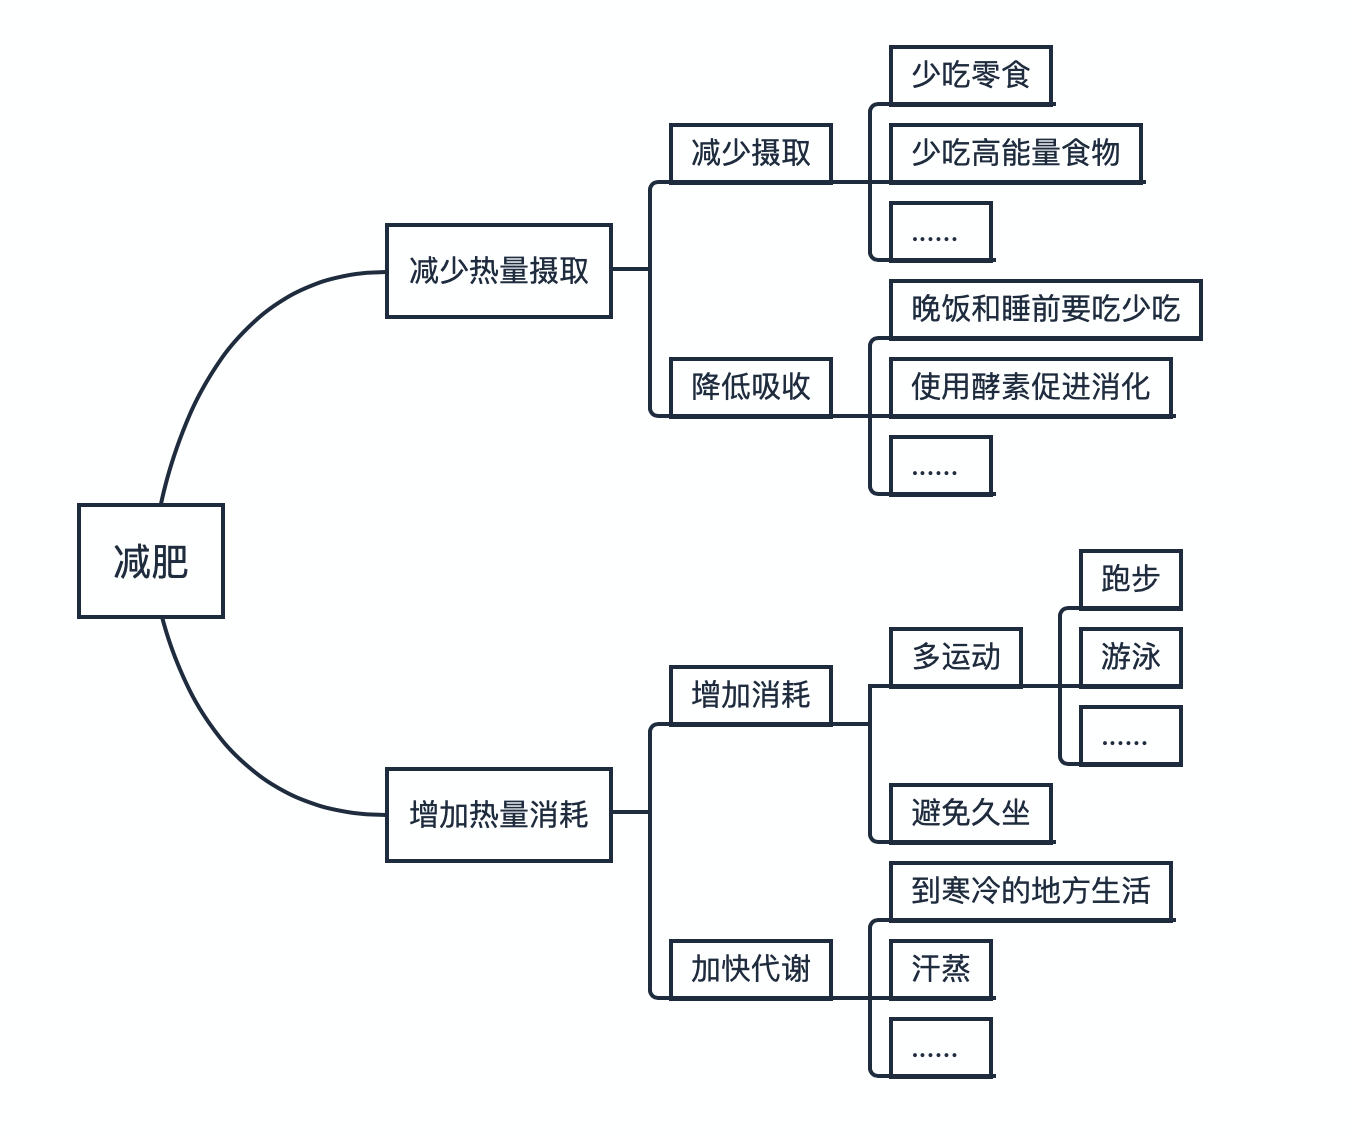 减肥
减少热量摄取
减少摄取
少吃零食
少吃高能量食物
……
降低吸收
晚饭和睡前要吃少吃
使用酵素促进消化
……
增加热量消耗
增加消耗
多运动
跑步
游泳
……
避免久坐
加快代谢
到寒冷的地方生活
汗蒸
……